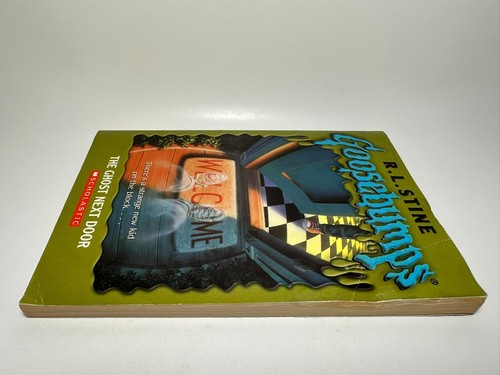 R.L. STINE
Goosebumps®
WELCOME
There's a strange new kid
on the block....
THE GHOST NEXT DOOR
SCHOLASTIC